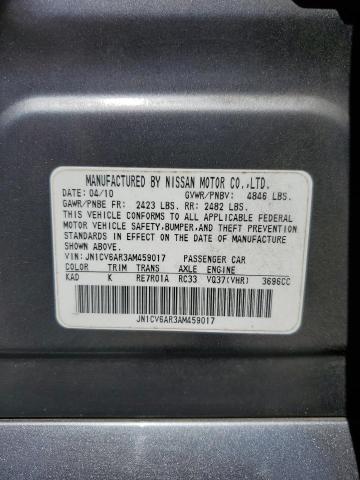 MANUFACTURED BY NISSAN MOTOR CO.,LTD.
DATE: 04/10 GVWR/PNBV: 4846 LBS.
GAWR/PNBE FR: 2423 LBS. RR: 2482 LBS.
THIS VEHICLE CONFORMS TO ALL APPLICABLE FEDERAL
MOTOR VEHICLE SAFETY,BUMPER,AND THEFT PREVENTION
STANDARDS IN EFFECT ON THE DATE OF MANUFACTURE
SHOWN ABOVE.
VIN: JN1CV6AR3AM459017 PASSENGER CAR
COLOR TRIM TRANS AXLE ENGINE
KAD K RE7R01A RC33 VQ37(VHR) 3696CC
JN1CV6AR3AM459017